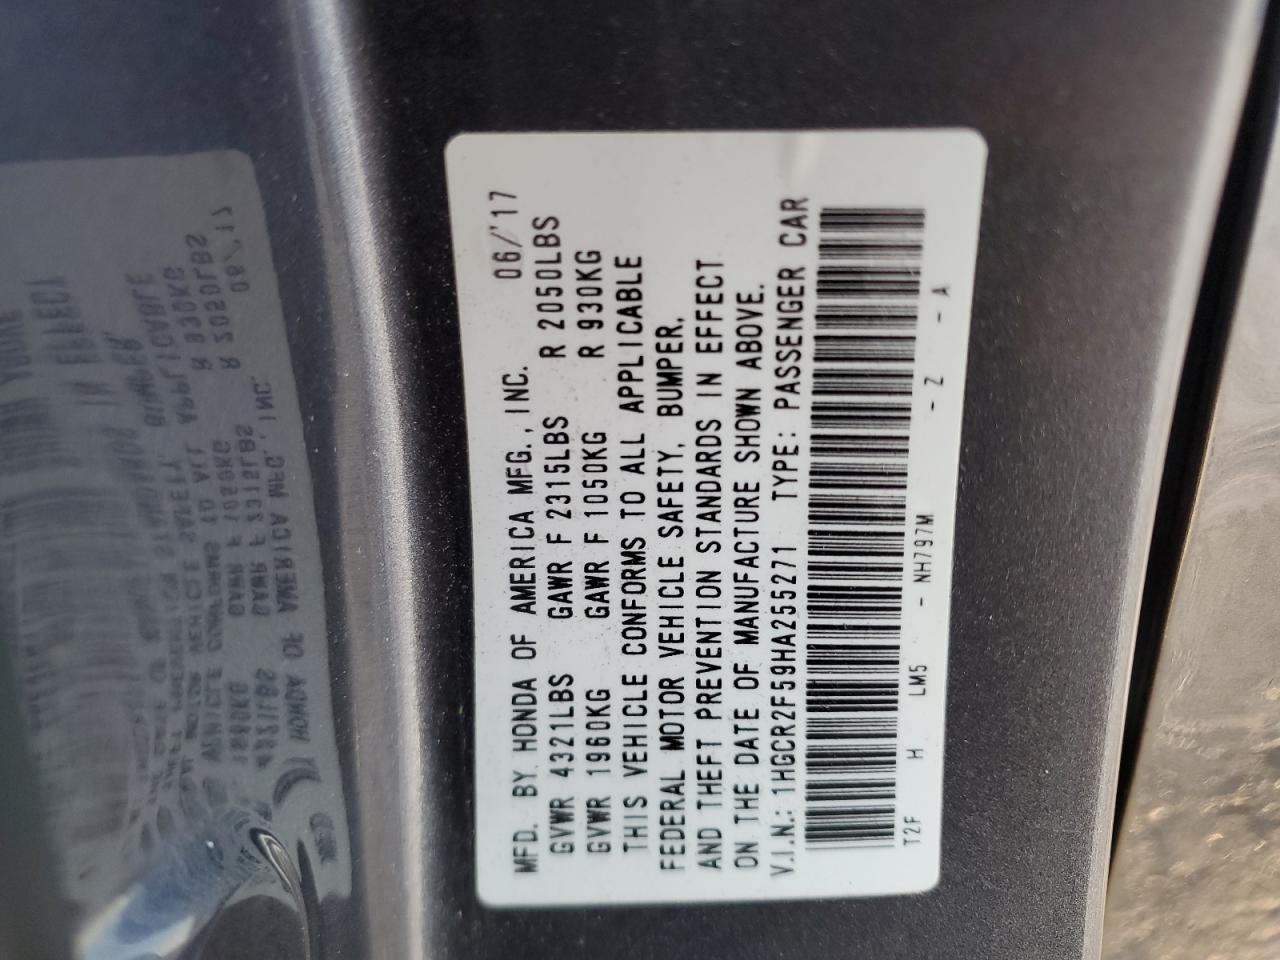 MFD. BY HONDA OF AMERICA MFG., INC. 06/'17
GVWR 4321LBS GAWR F 2315LBS R 2050LBS
GVWR 1960KG GAWR F 1050KG R 930KG
THIS VEHICLE CONFORMS TO ALL APPLICABLE
FEDERAL MOTOR VEHICLE SAFETY, BUMPER,
AND THEFT PREVENTION STANDARDS IN EFFECT
ON THE DATE OF MANUFACTURE SHOWN ABOVE.
V.I.N.: 1HGCR2F59HA255271 TYPE: PASSENGER CAR
T2F H LM5 - NH797M - Z - A